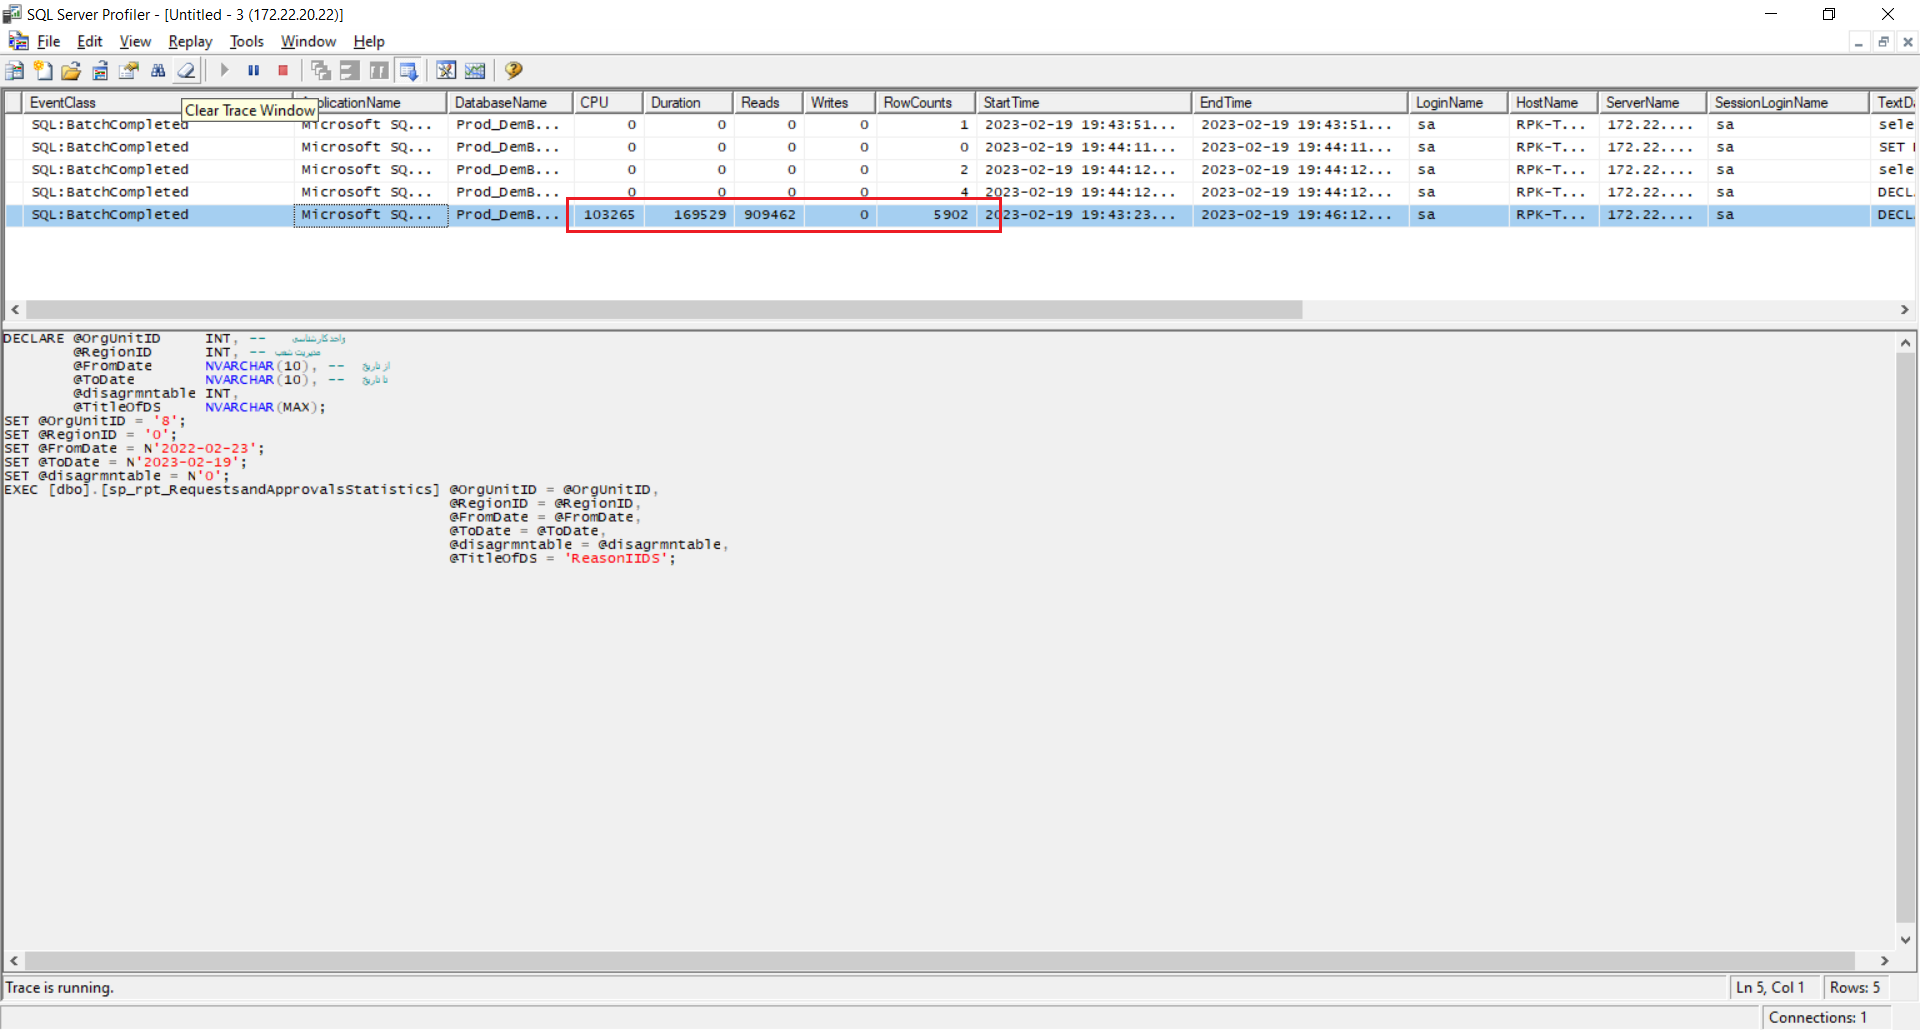 SQL Server Profiler - [Untitled - 3 (172.22.20.22)]
File Edit View Replay Tools Window Help
EventClass plicationName DatabaseName CPU Duration Reads Writes RowCounts StartTime EndTime LoginName HostName ServerName SessionLoginName TextDa
Clear Trace Window
SQL:BatchCompleted Microsoft SQ... Prod_DemB... 0 0 0 0 1 2023-02-19 19:43:51... 2023-02-19 19:43:51... sa RPK-T... 172.22.... sa sele
SQL:BatchCompleted Microsoft SQ... Prod_DemB... 0 0 0 0 0 2023-02-19 19:44:11... 2023-02-19 19:44:11... sa RPK-T... 172.22.... sa SET
SQL:BatchCompleted Microsoft SQ... Prod_DemB... 0 0 0 0 2 2023-02-19 19:44:12... 2023-02-19 19:44:12... sa RPK-T... 172.22.... sa sele
SQL:BatchCompleted Microsoft SQ... Prod_DemB... 0 0 0 0 4 2023-02-19 19:44:12... 2023-02-19 19:44:12... sa RPK-T... 172.22.... sa DECL
SQL:BatchCompleted Microsoft SQ... Prod_DemB... 103265 169529 909462 0 5902 2023-02-19 19:43:23... 2023-02-19 19:46:12... sa RPK-T... 172.22.... sa DECL
DECLARE @OrgUnitID INT, -- واحد کارشناسی
@RegionID INT, -- مدیریت شعب
@FromDate NVARCHAR(10), -- از تاریخ
@ToDate NVARCHAR(10), -- تا تاریخ
@disagrmntable INT,
@TitleOfDS NVARCHAR(MAX);
SET @OrgUnitID = '8';
SET @RegionID = '0';
SET @FromDate = N'2022-02-23';
SET @ToDate = N'2023-02-19';
SET @disagrmntable = N'0';
EXEC [dbo].[sp_rpt_RequestsandApprovalsStatistics] @OrgUnitID = @OrgUnitID,
@RegionID = @RegionID,
@FromDate = @FromDate,
@ToDate = @ToDate,
@disagrmntable = @disagrmntable,
@TitleOfDS = 'ReasonIIDS';
Trace is running.
Ln 5, Col 1
Rows: 5
Connections: 1